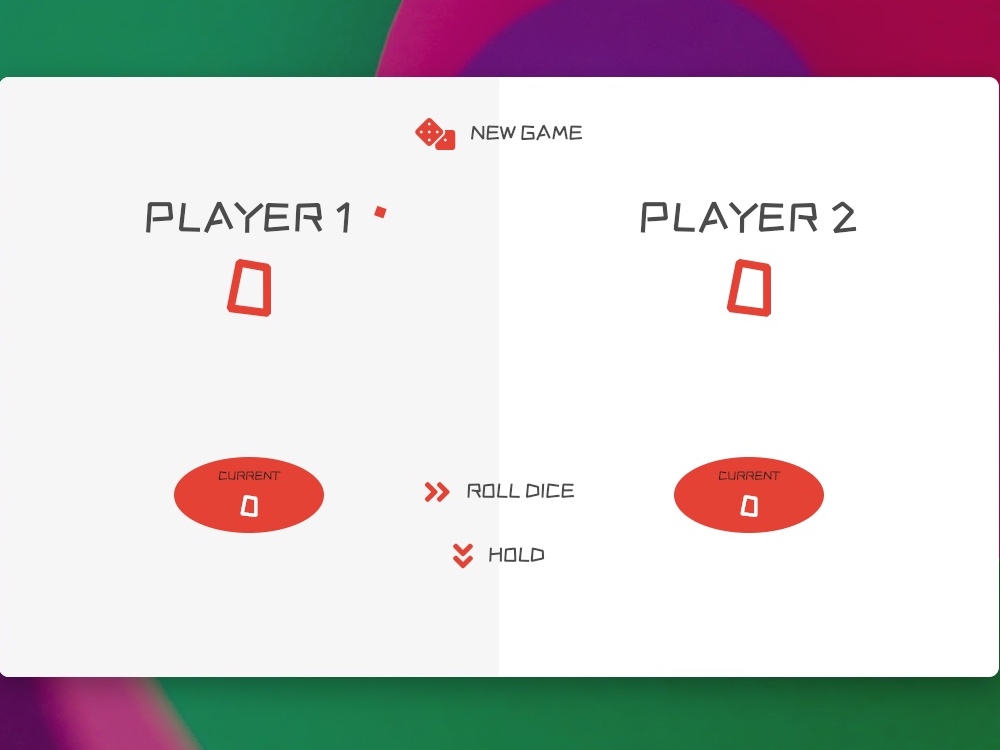 NEW GAME
PLAYER 1
0
CURRENT
0
PLAYER 2
0
CURRENT
0
ROLL DICE
HOLD